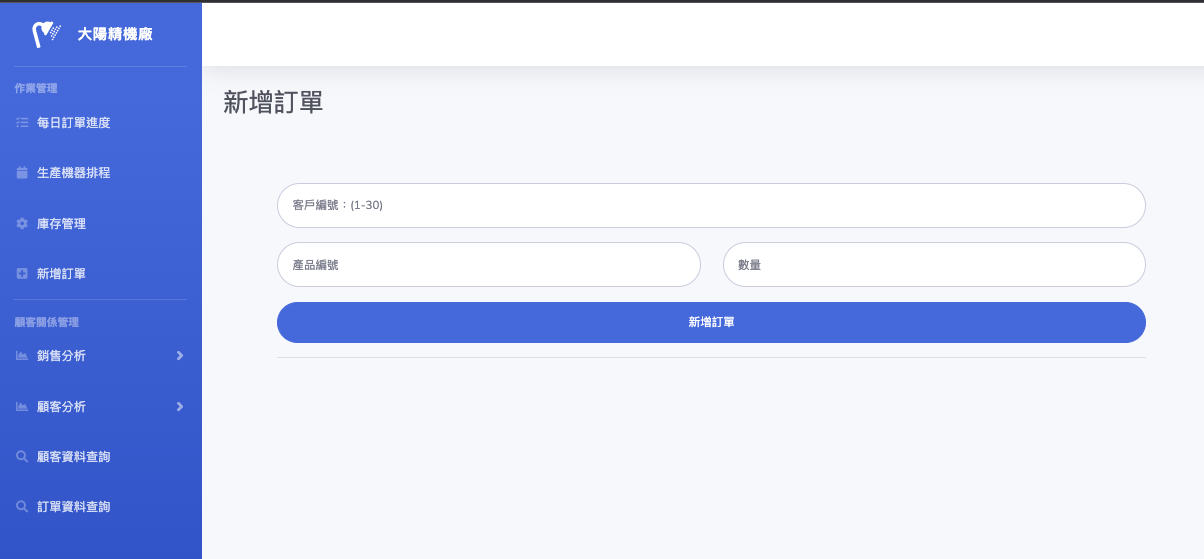 大陽精機廠
作業管理
每日訂單進度
生產機器排程
庫存管理
新增訂單
顧客關係管理
銷售分析
顧客分析
顧客資料查詢
訂單資料查詢
新增訂單
客戶編號：(1-30)
產品編號
數量
新增訂單